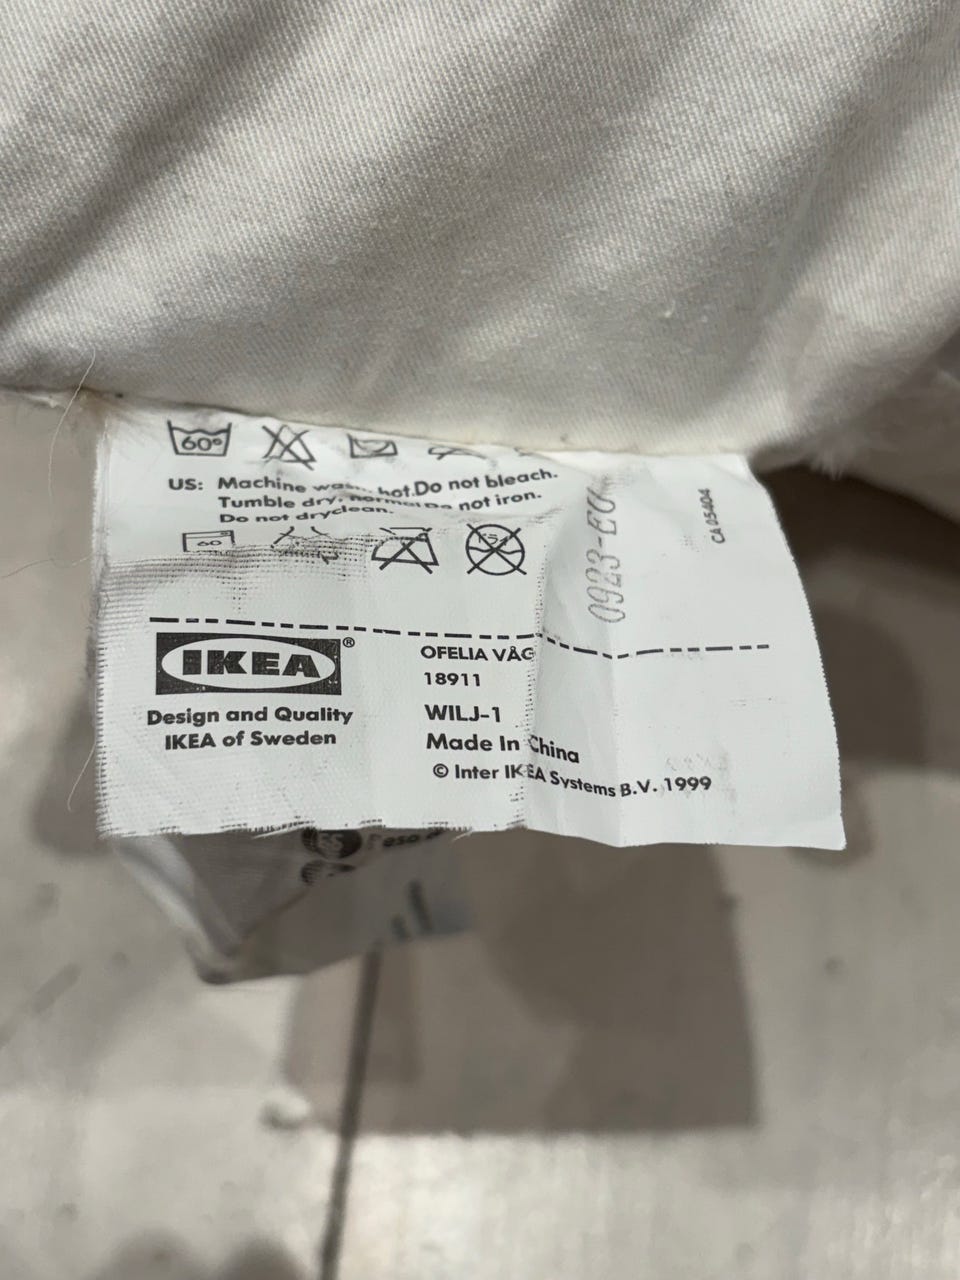 60°
US: Machine wash, hot. Do not bleach.
Tumble dry, normal Do not iron.
Do not dryclean.
60
0923-
CA 05404
IKEA®
Design and Quality
IKEA of Sweden
OFELIA VÅG
18911
WILJ-1
Made In China
© Inter IKEA Systems B.V. 1999
Peso